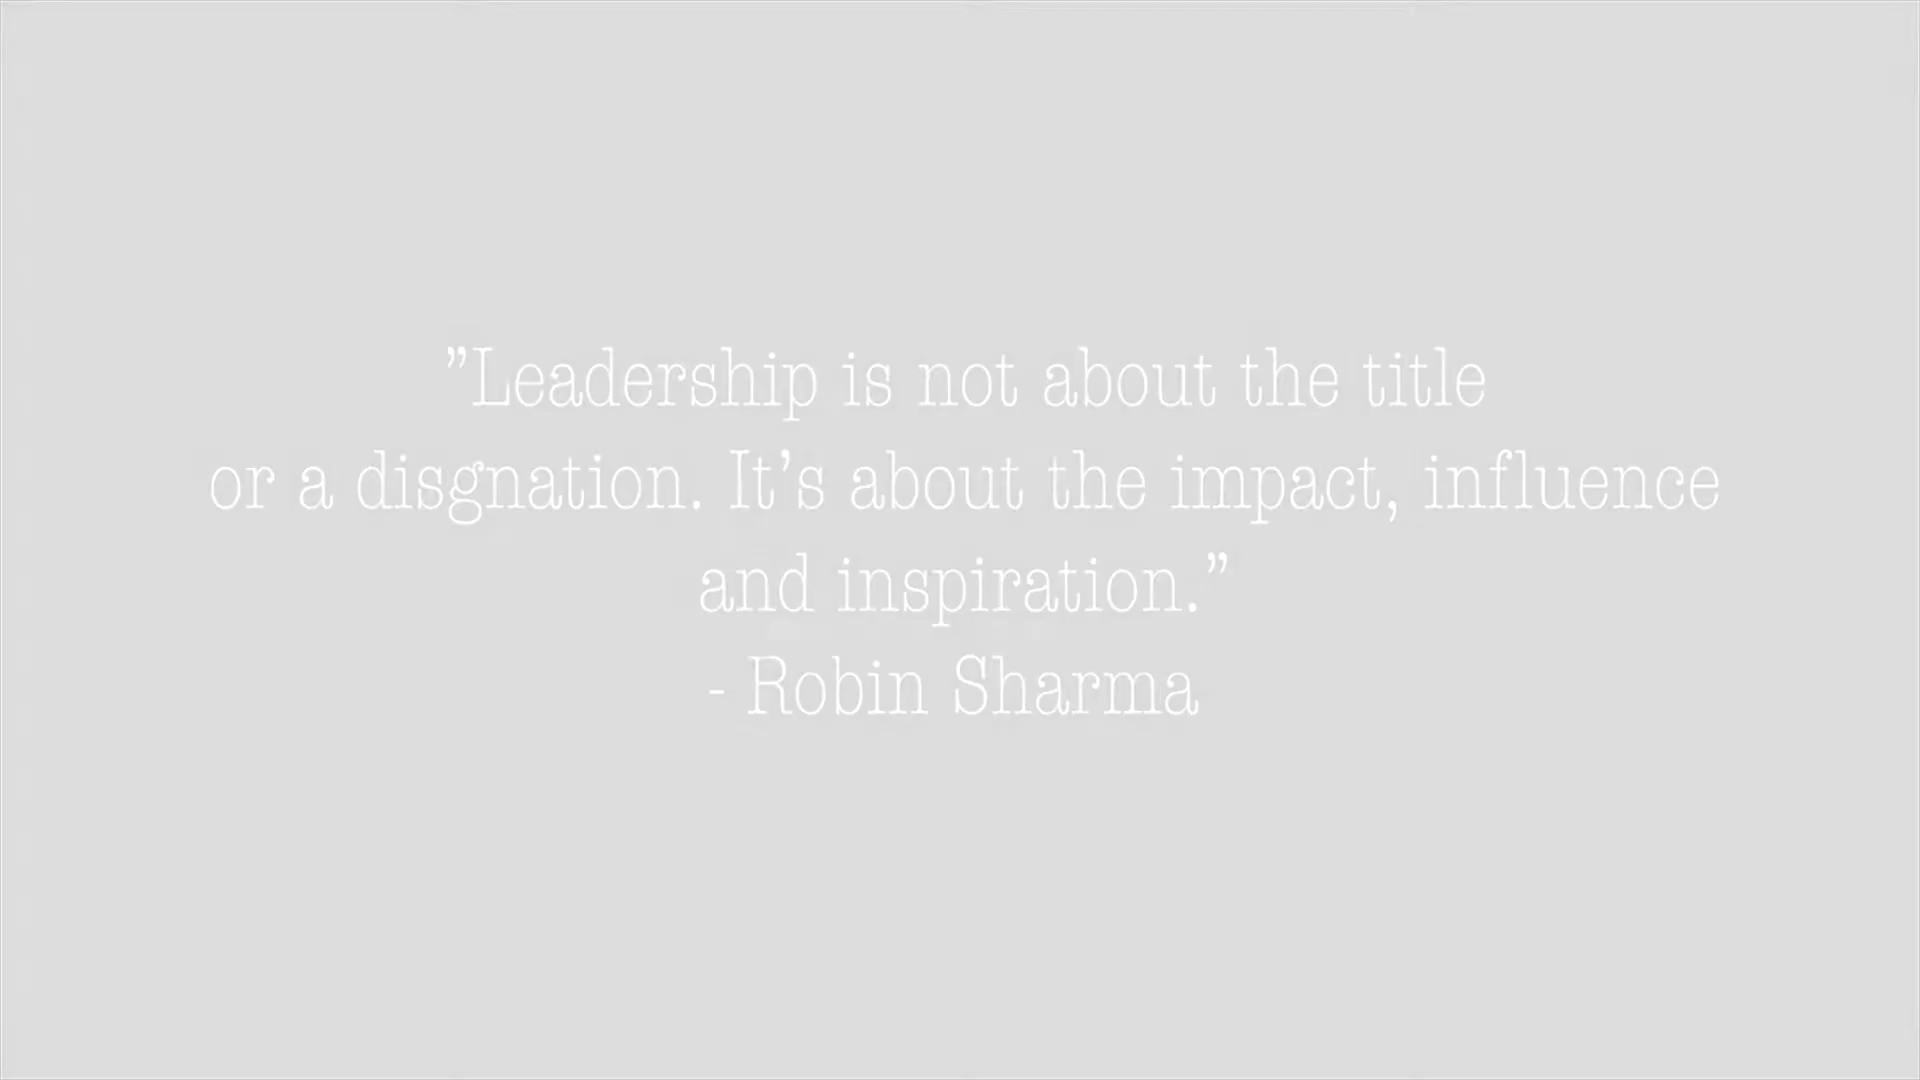 ”Leadership is not about the title
or a disgnation. It’s about the impact, influence
and inspiration.”
- Robin Sharma